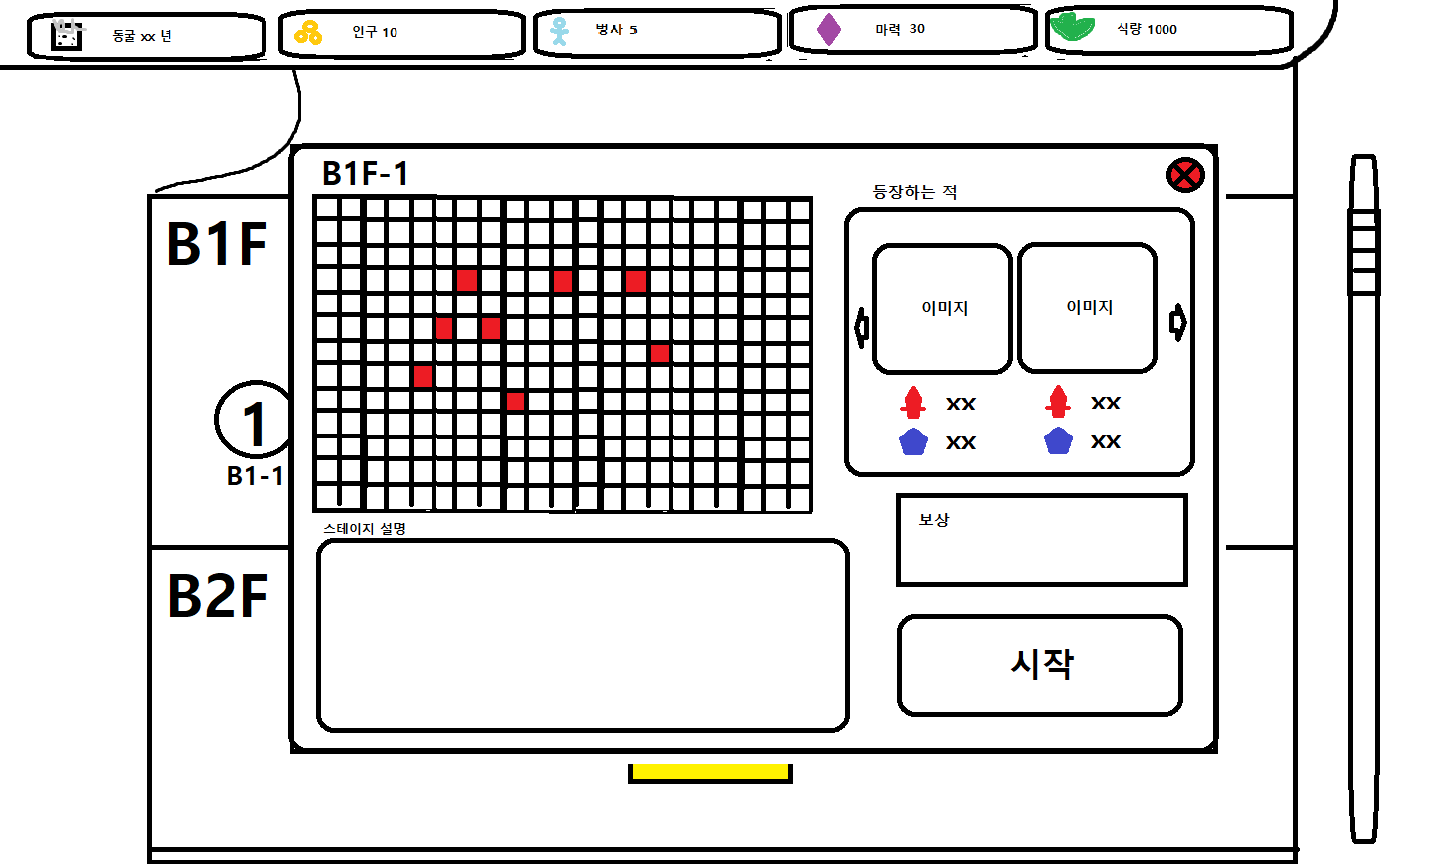 동굴 xx 년
인구 10
병사 5
마력 30
식량 1000
B1F-1
등장하는 적
B1F
이미지
이미지
xx
xx
xx
xx
1
B1-1
스테이지 설명
보상
B2F
시작